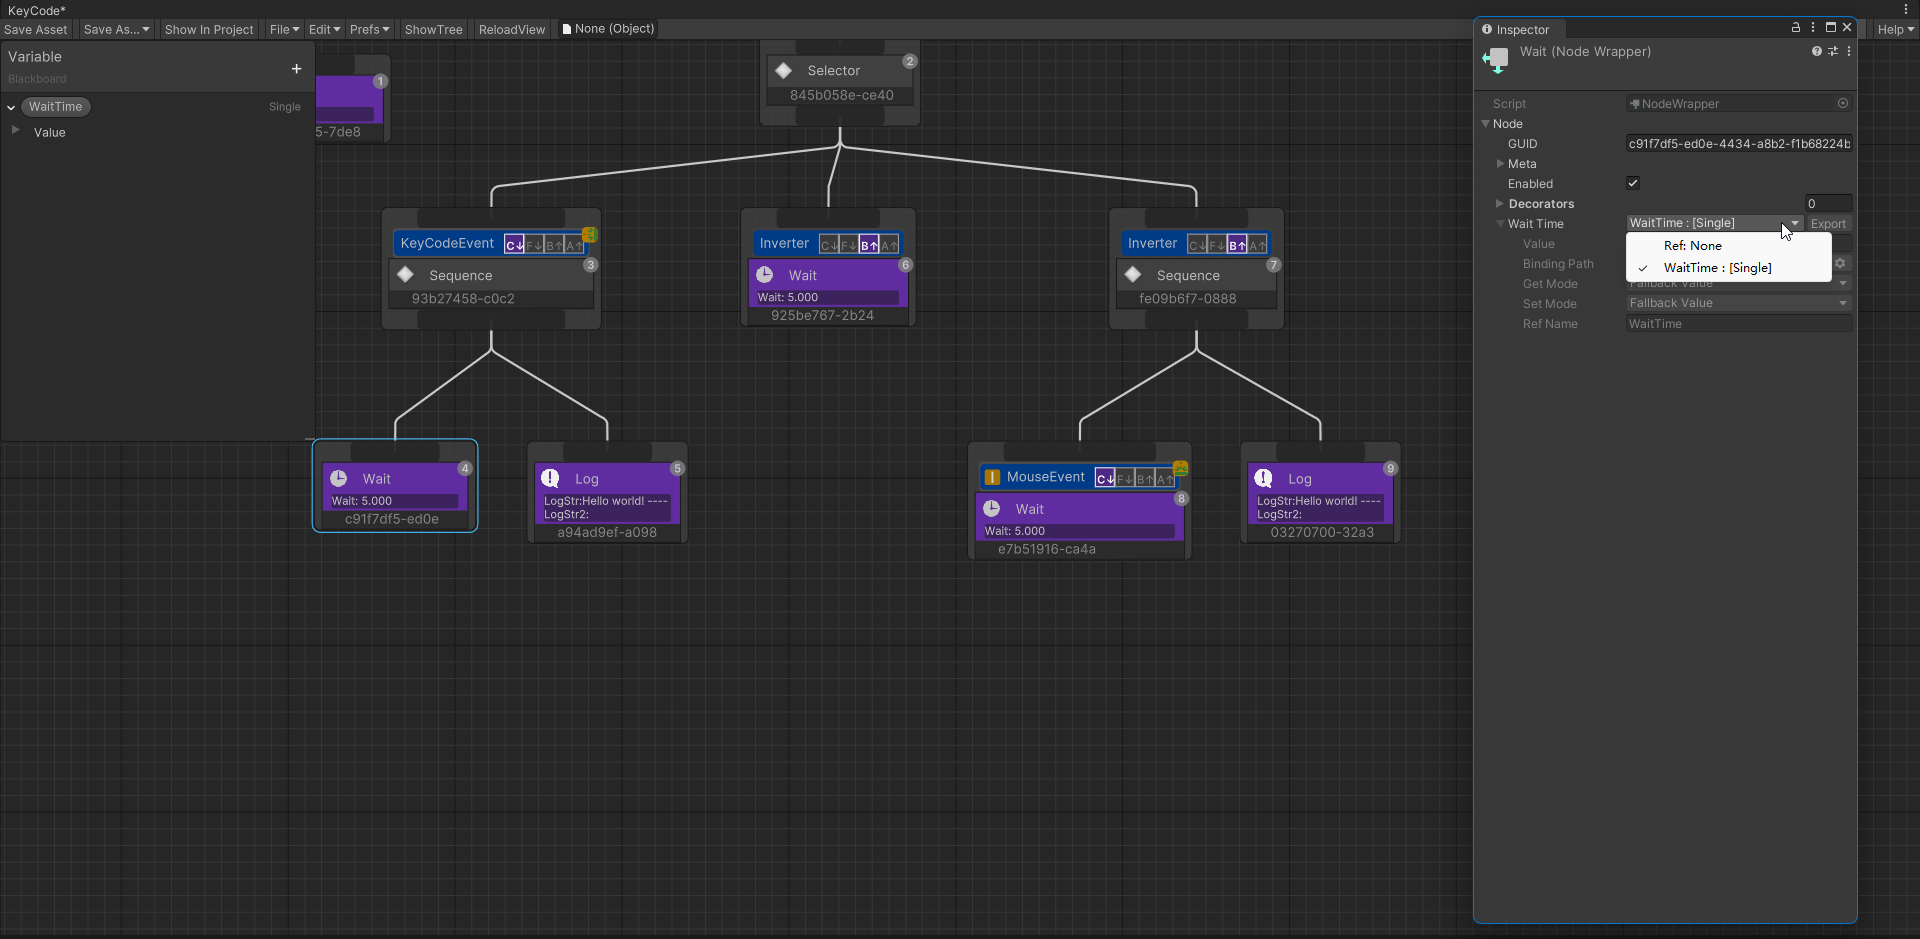 KeyCode*
Save Asset Save As... Show In Project File Edit Prefs ShowTree ReloadView None (Object) Help
Variable
Blackboard
+
WaitTime Single
Value
1
5-7de8
Selector 2
845b058e-ce40
KeyCodeEvent C↓ F↓ B↑ A↑
Sequence 3
93b27458-c0c2
Inverter C↓ F↓ B↑ A↑
Wait 6
Wait: 5.000
925be767-2b24
Inverter C↓ F↓ B↑ A↑
Sequence 7
fe09b6f7-0888
Wait 4
Wait: 5.000
c91f7df5-ed0e
Log 5
LogStr:Hello world! ----
LogStr2:
a94ad9ef-a098
MouseEvent C↓ F↓ B↑ A↑
Wait 8
Wait: 5.000
e7b51916-ca4a
Log 9
LogStr:Hello world! ----
LogStr2:
03270700-32a3
Inspector
Wait (Node Wrapper)
Script NodeWrapper
Node
GUID c91f7df5-ed0e-4434-a8b2-f1b68224b
Meta
Enabled
Decorators 0
Wait Time WaitTime : [Single] Export
Ref: None
WaitTime : [Single]
Value
Binding Path
Get Mode Fallback Value
Set Mode Fallback Value
Ref Name WaitTime